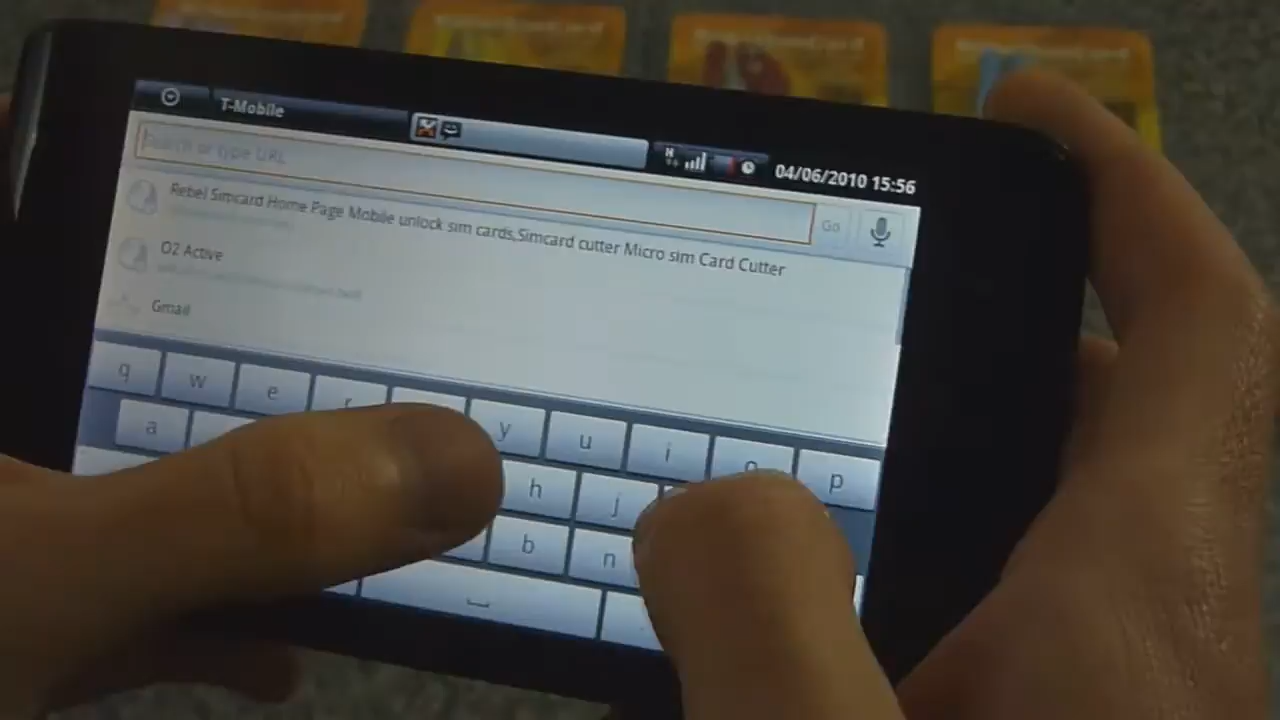 T-Mobile
04/06/2010 15:56
Search or type URL
Go
Rebel Simcard Home Page Mobile unlock sim cards,Simcard cutter Micro sim Card Cutter
O2 Active
Gmail
q w e r y u i o p
a h j
b n